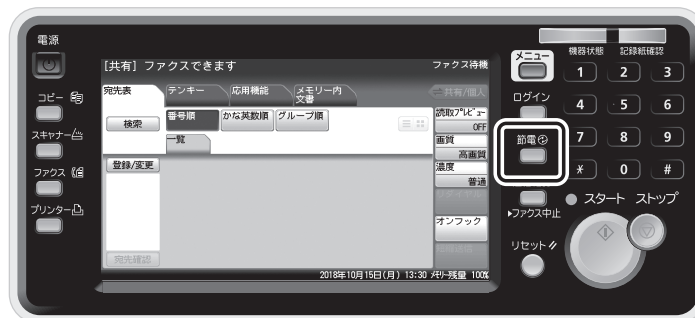 電源
コピー
スキャナー
ファクス
プリンター
[共有] ファクスできます
ファクス待機
宛先表
テンキー
応用機能
メモリー内
文書
共有/個人
検索
番号順
かな英数順
グループ順
一覧
読取プレビュー
OFF
画質
高画質
濃度
普通
登録/変更
オンフック
宛先確認
2018年10月15日(月) 13:30 メモリー残量 100%
メニュー
ログイン
節電
▶ファクス中止
リセット
機器状態
記録紙確認
1 2 3
4 ·5 6
7 8 9
* 0 #
スタート ストップ